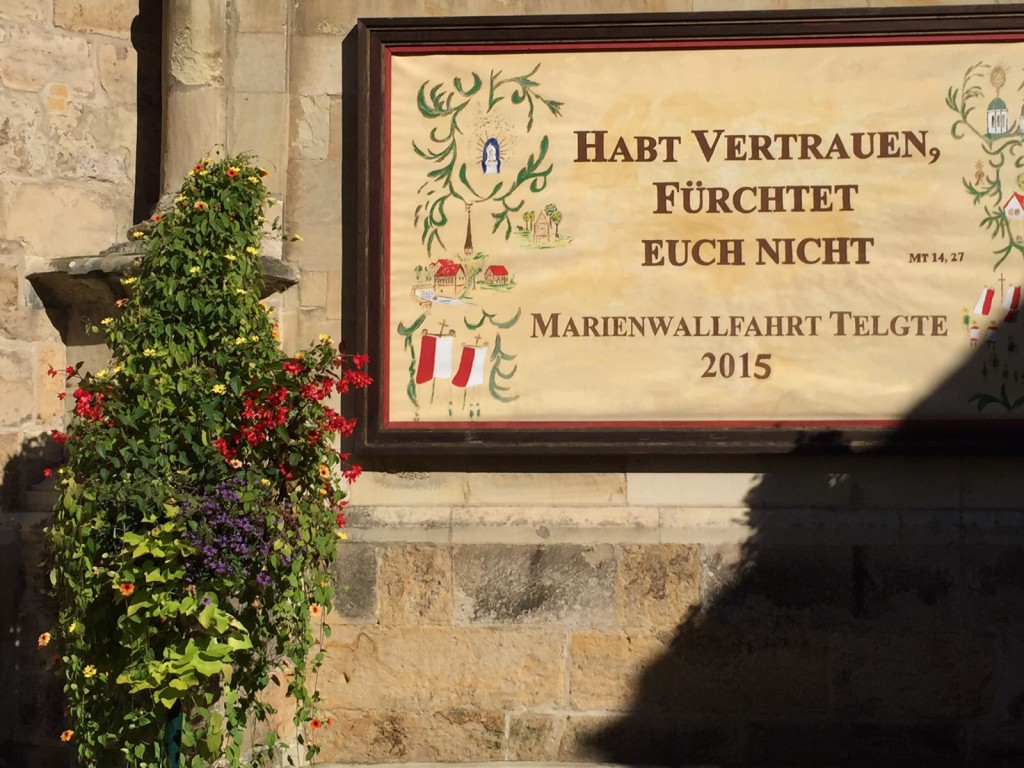 HABT VERTRAUEN,
FÜRCHTET
EUCH NICHT
MT 14, 27
MARIENWALLFAHRT TELGTE
2015